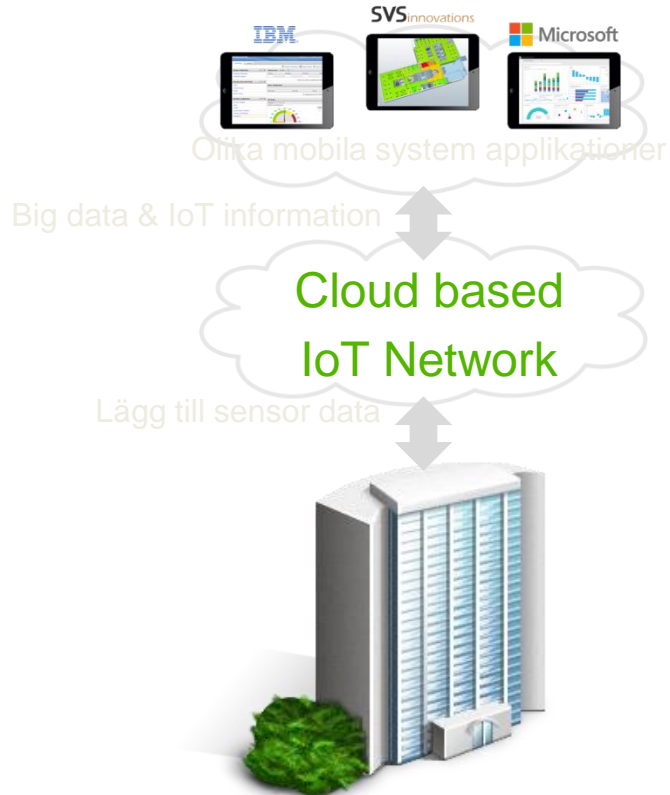 IBM
SVSinnovations
Microsoft
Olika mobila system applikationer
Big data & IoT information
Cloud based
IoT Network
Lägg till sensor data